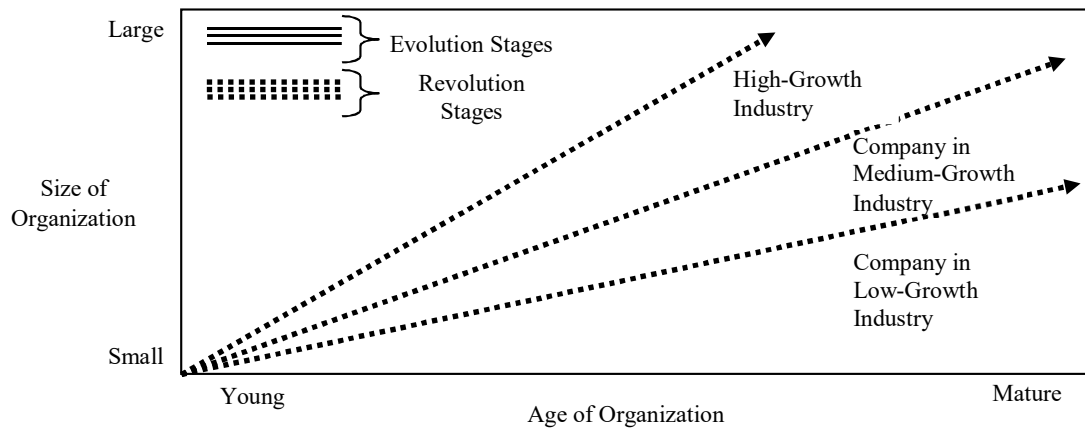 Large
Evolution Stages
Revolution
Stages
High-Growth
Industry
Company in
Medium-Growth
Industry
Size of
Organization
Company in
Low-Growth
Industry
Small
Young
Mature
Age of Organization